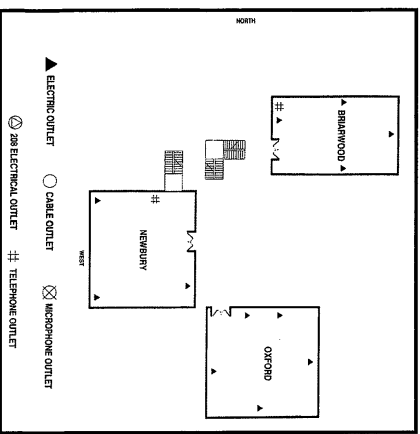 NORTH
BRIARWOOD
NEWBURY
OXFORD
WEST
ELECTRIC OUTLET
CABLE OUTLET
MICROPHONE OUTLET
208 ELECTRICAL OUTLET
TELEPHONE OUTLET